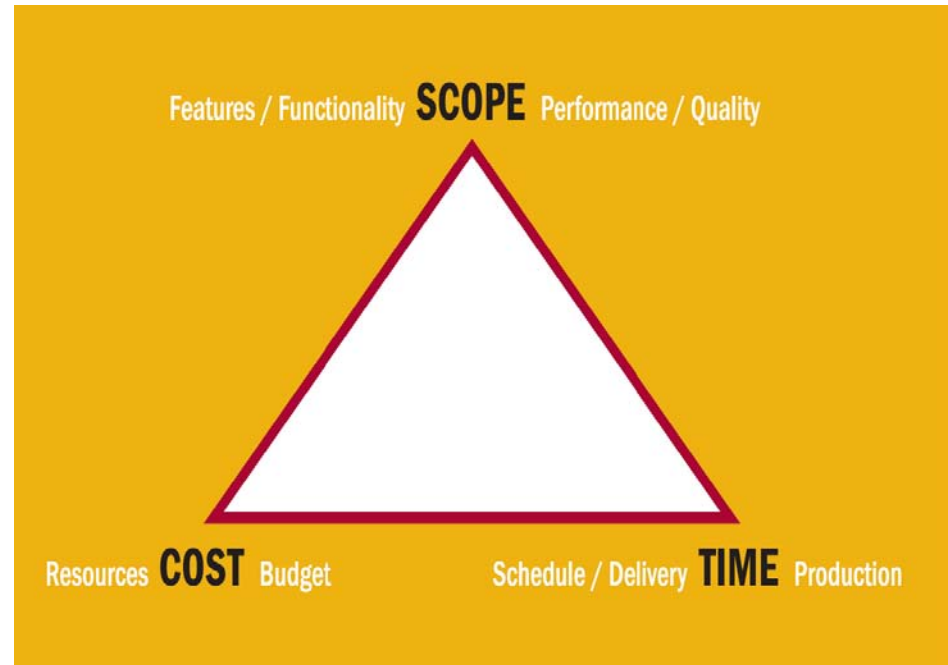 Features / Functionality SCOPE Performance / Quality
Resources COST Budget
Schedule / Delivery TIME Production